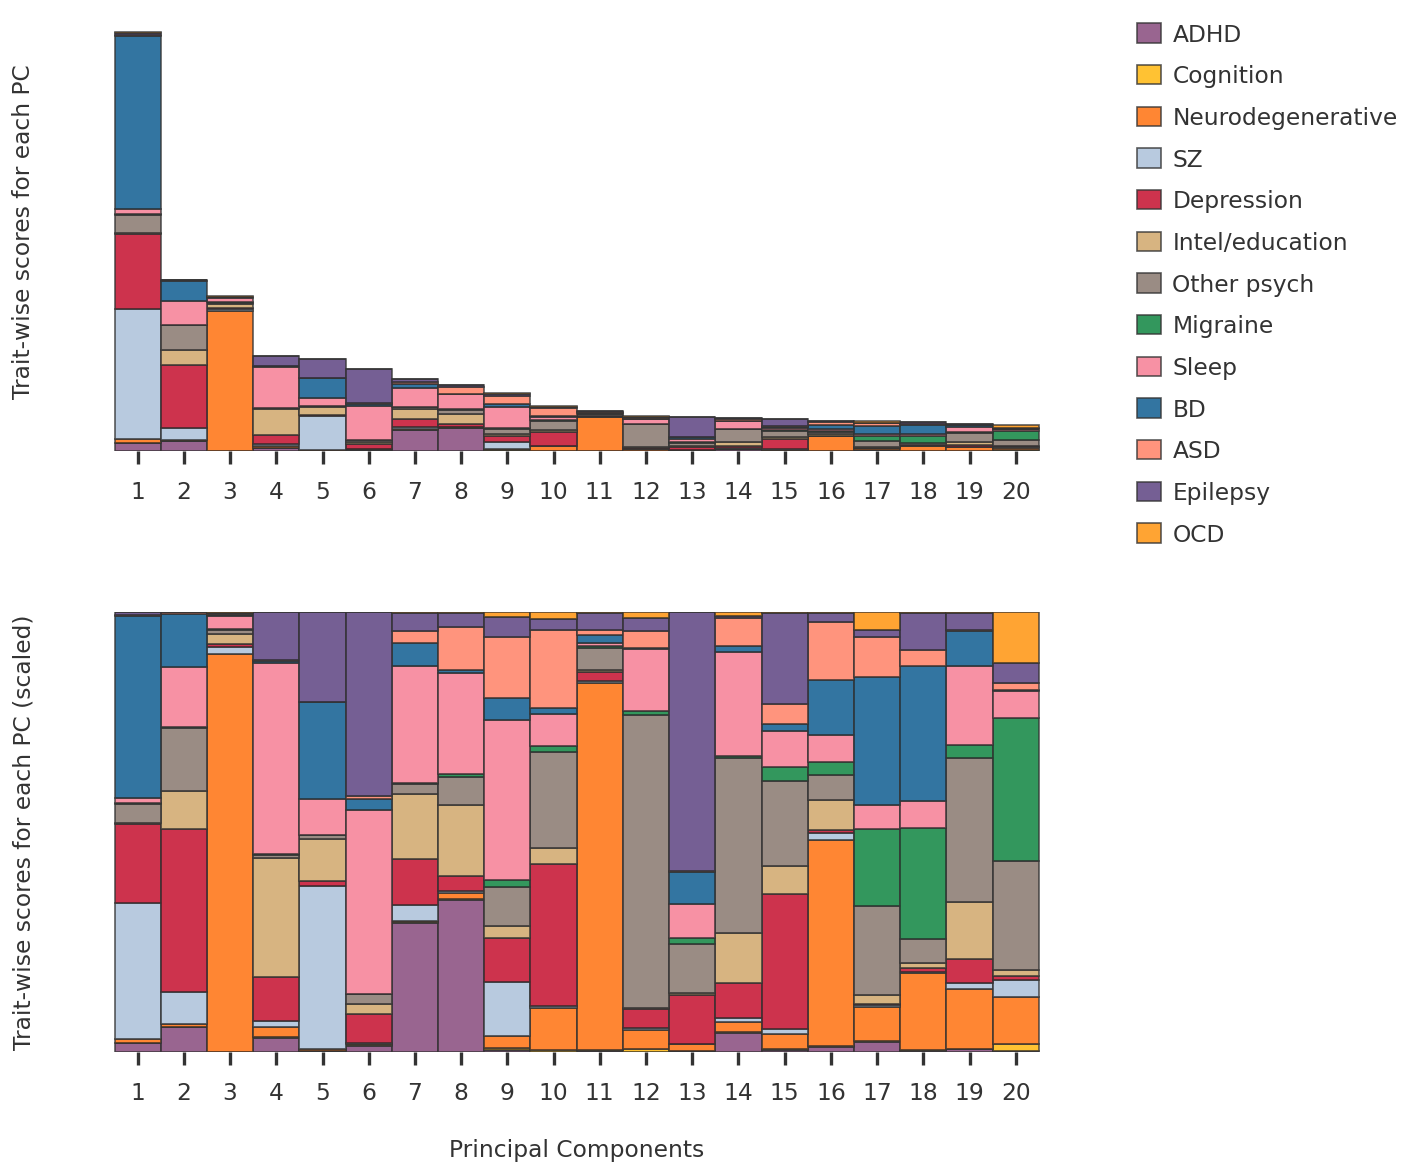 Trait-wise scores for each PC
1 2 3 4 5 6 7 8 9 10 11 12 13 14 15 16 17 18 19 20
ADHD
Cognition
Neurodegenerative
SZ
Depression
Intel/education
Other psych
Migraine
Sleep
BD
ASD
Epilepsy
OCD
Trait-wise scores for each PC (scaled)
1 2 3 4 5 6 7 8 9 10 11 12 13 14 15 16 17 18 19 20
Principal Components